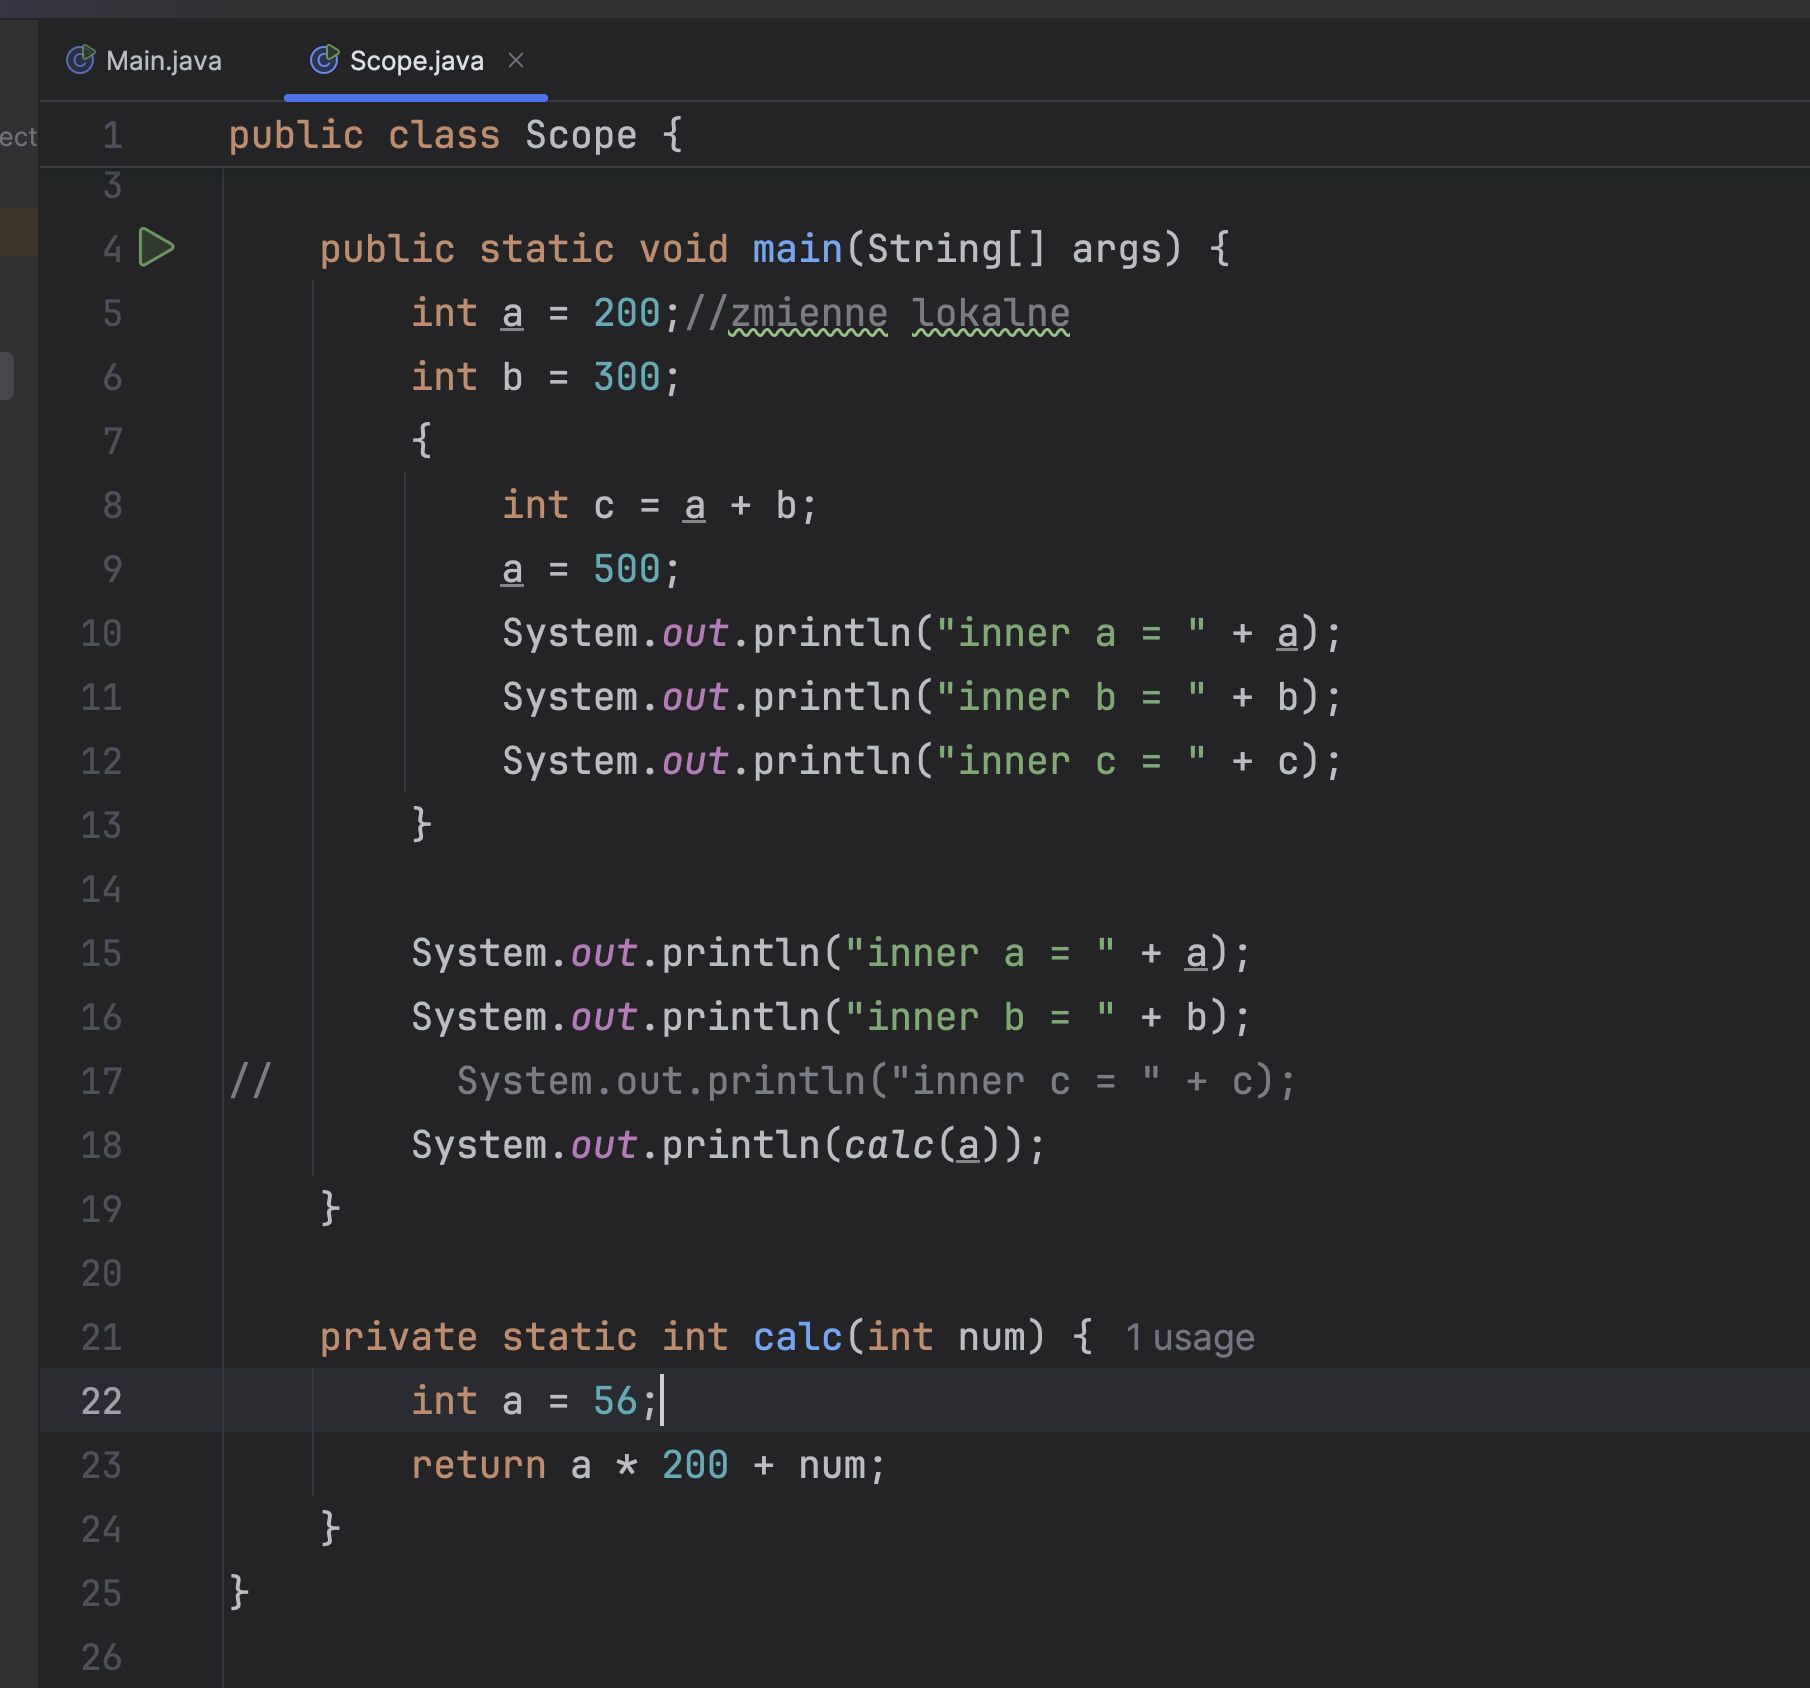 Main.java Scope.java
ect
1 public class Scope {
3
4 public static void main(String[] args) {
5 int a = 200;//zmienne lokalne
6 int b = 300;
7 {
8 int c = a + b;
9 a = 500;
10 System.out.println("inner a = " + a);
11 System.out.println("inner b = " + b);
12 System.out.println("inner c = " + c);
13 }
14
15 System.out.println("inner a = " + a);
16 System.out.println("inner b = " + b);
17 // System.out.println("inner c = " + c);
18 System.out.println(calc(a));
19 }
20
21 private static int calc(int num) { 1 usage
22 int a = 56;
23 return a * 200 + num;
24 }
25 }
26